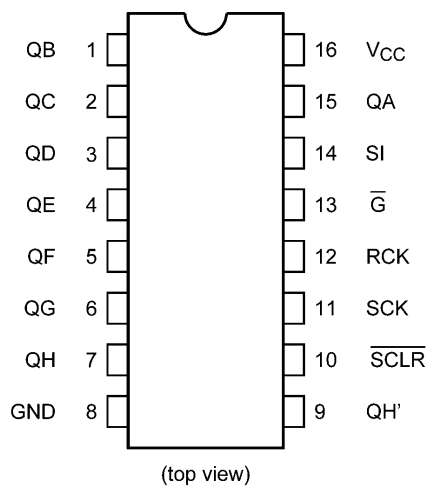 QB 1 16 VCC
QC 2 15 QA
QD 3 14 SI
QE 4 13 G̅
QF 5 12 RCK
QG 6 11 SCK
QH 7 10 S̅C̅L̅R̅
GND 8 9 QH’
(top view)